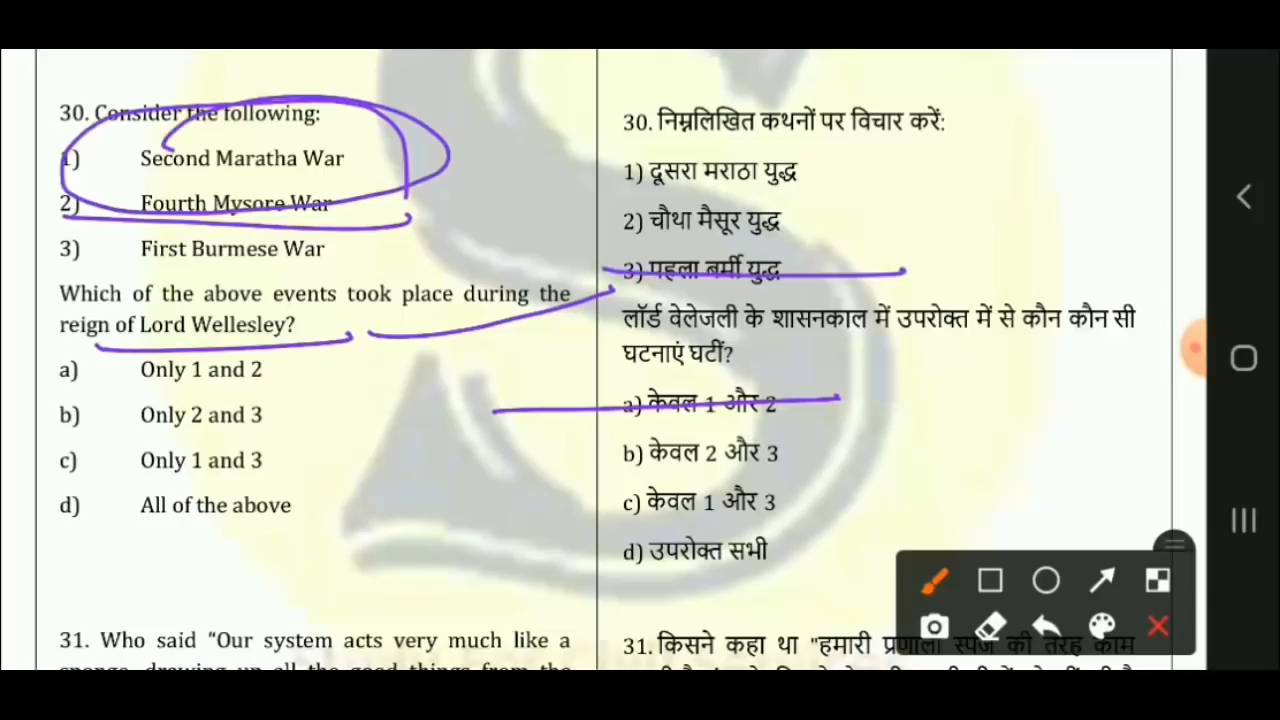 30. Consider the following:
1) Second Maratha War
2) Fourth Mysore War
3) First Burmese War
Which of the above events took place during the
reign of Lord Wellesley?
a) Only 1 and 2
b) Only 2 and 3
c) Only 1 and 3
d) All of the above
31. Who said “Our system acts very much like a
30. निम्नलिखित कथनों पर विचार करें:
1) दूसरा मराठा युद्ध
2) चौथा मैसूर युद्ध
3) पहला बर्मी युद्ध
लॉर्ड वेलेजली के शासनकाल में उपरोक्त में से कौन कौन सी
घटनाएं घटीं?
a) केवल 1 और 2
b) केवल 2 और 3
c) केवल 1 और 3
d) उपरोक्त सभी
31. किसने कहा था "हमारी प्रणाली स्पंज की तरह काम